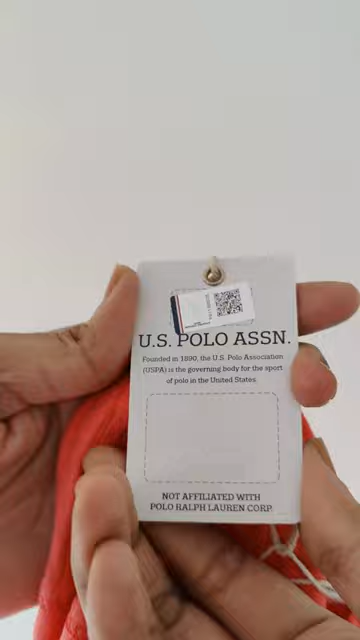 U.S. POLO ASSN.
Founded in 1890, the U.S. Polo Association
(USPA) is the governing body for the sport
of polo in the United States.
NOT AFFILIATED WITH
POLO RALPH LAUREN CORP.